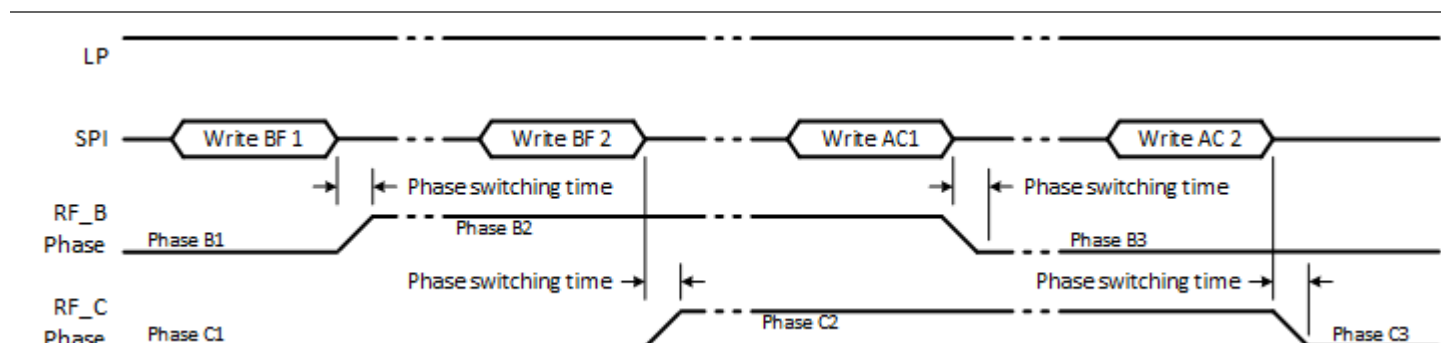 LP
SPI
Write BF 1
Write BF 2
Write AC1
Write AC 2
Phase switching time
Phase switching time
RF_B
Phase
Phase B1
Phase B2
Phase B3
Phase switching time
Phase switching time
RF_C
Phase
Phase C1
Phase C2
Phase C3